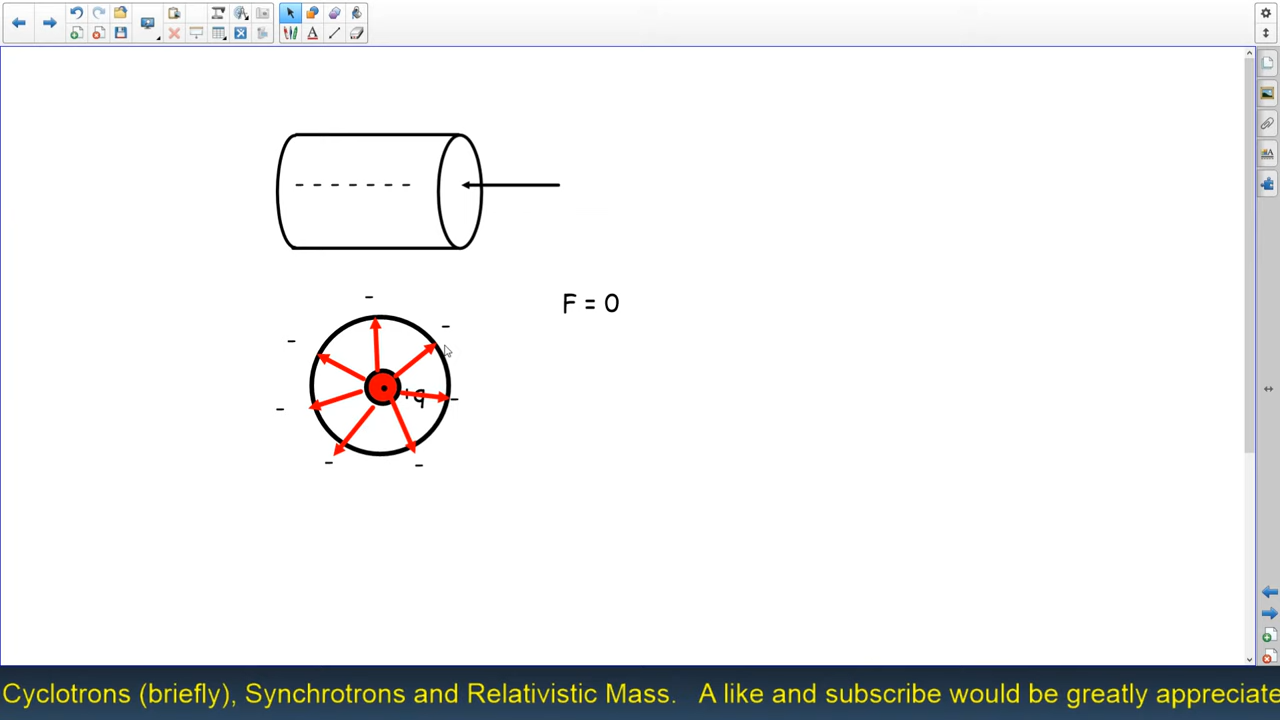 F = 0
+q
Cyclotrons (briefly), Synchrotrons and Relativistic Mass. A like and subscribe would be greatly appreciate